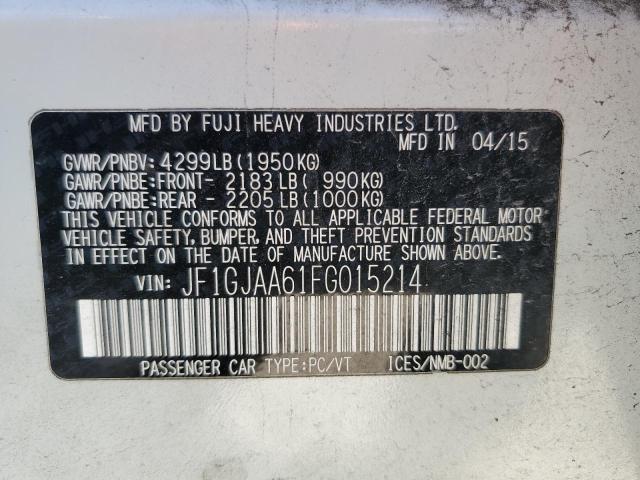 MFD BY FUJI HEAVY INDUSTRIES LTD.
MFD IN 04/15
GVWR/PNBV: 4299LB (1950KG)
GAWR/PNBE:FRONT- 2183 LB ( 990KG)
GAWR/PNBE:REAR - 2205 LB (1000KG)
THIS VEHICLE CONFORMS TO ALL APPLICABLE FEDERAL MOTOR
VEHICLE SAFETY, BUMPER, AND THEFT PREVENTION
STANDARDS IN EFFECT ON THE DATE OF MANUFACTURE SHOWN ABOVE.
VIN: JF1GJAA61FG015214
PASSENGER CAR TYPE:PC/VT ICES/NMB-002